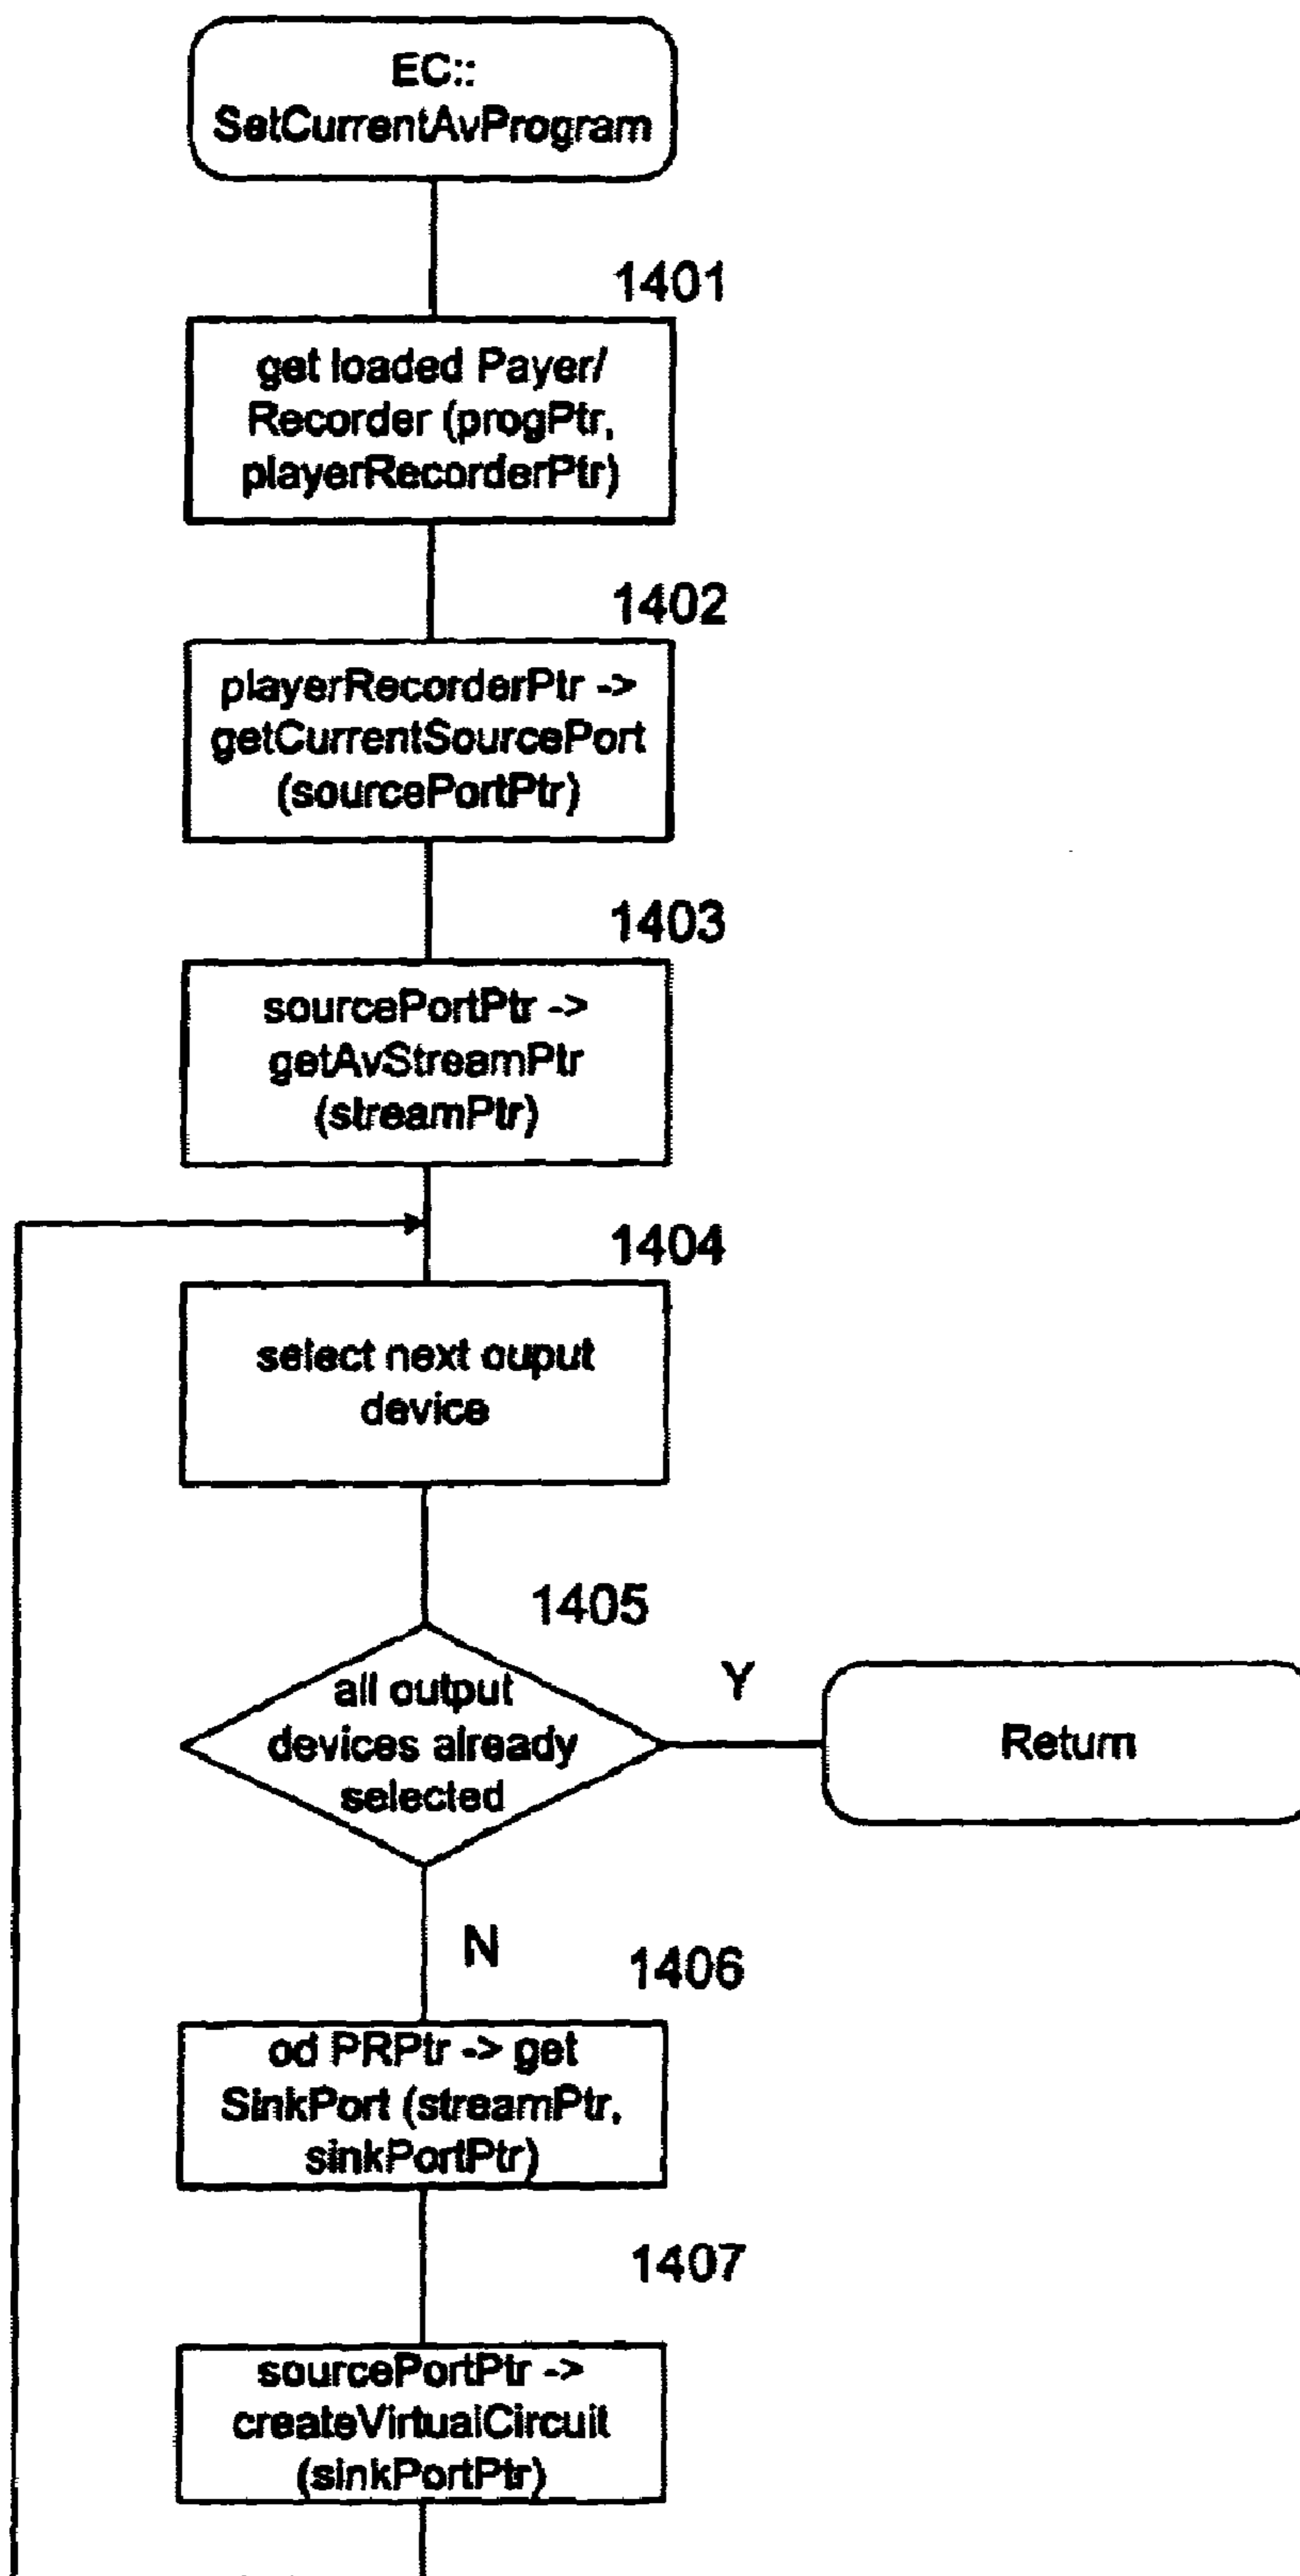 EC::
SetCurrentAvProgram
1401
get loaded Payer/
Recorder (progPtr,
playerRecorderPtr)
1402
playerRecorderPtr ->
getCurrentSourcePort
(sourcePortPtr)
1403
sourcePortPtr ->
getAvStreamPtr
(streamPtr)
1404
select next ouput
device
1405
all output
devices already
selected
Y
Return
N
1406
od PRPtr -> get
SinkPort (streamPtr,
sinkPortPtr)
1407
sourcePortPtr ->
createVirtualCircuit
(sinkPortPtr)